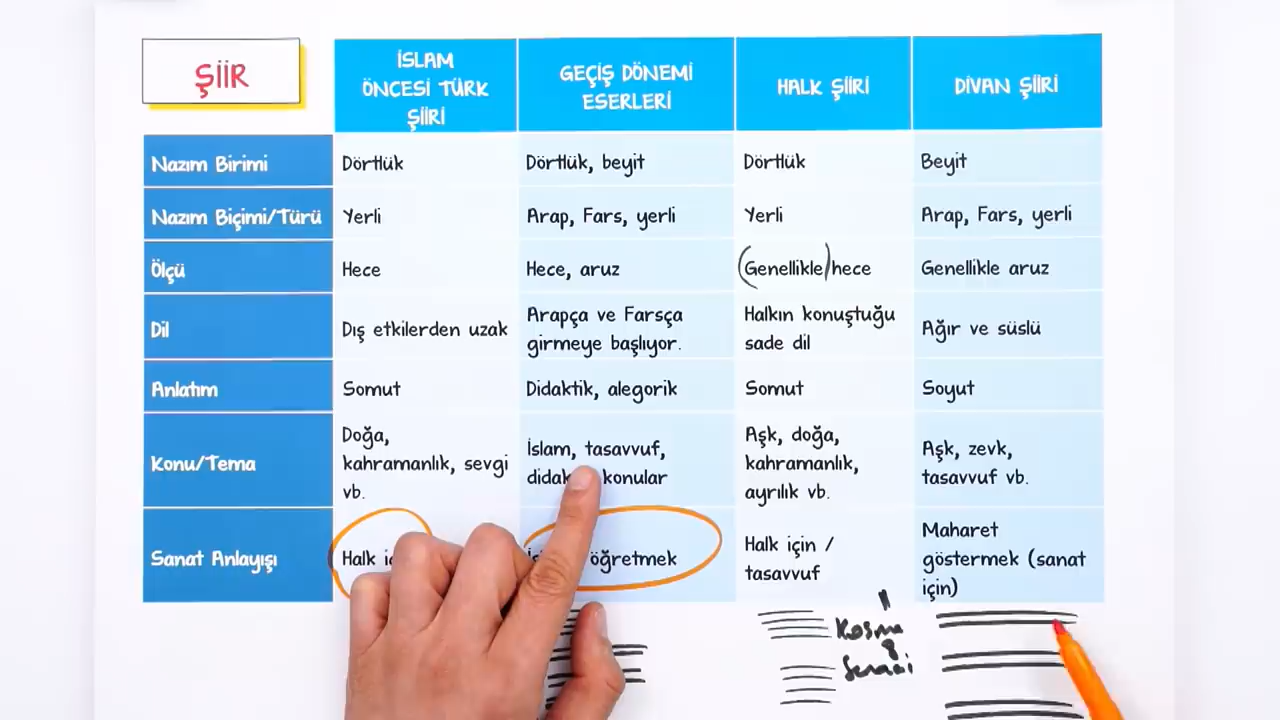 ŞİİR
İSLAM
ÖNCESİ TÜRK
ŞİİRİ
GEÇİŞ DÖNEMİ
ESERLERİ
HALK ŞİİRİ
DİVAN ŞİİRİ
Nazım Birimi
Dörtlük
Dörtlük, beyit
Dörtlük
Beyit
Nazım Biçimi/Türü
Yerli
Arap, Fars, yerli
Yerli
Arap, Fars, yerli
Ölçü
Hece
Hece, aruz
(Genellikle) hece
Genellikle aruz
Dil
Dış etkilerden uzak
Arapça ve Farsça
girmeye başlıyor.
Halkın konuştuğu
sade dil
Ağır ve süslü
Anlatım
Somut
Didaktik, alegorik
Somut
Soyut
Konu/Tema
Doğa,
kahramanlık, sevgi
vb.
İslam, tasavvuf,
konular
Aşk, doğa,
kahramanlık,
ayrılık vb.
Aşk, zevk,
tasavvuf vb.
Sanat Anlayışı
Halk
öğretmek
Halk için /
tasavvuf
Maharet
göstermek (sanat
için)
Koşma